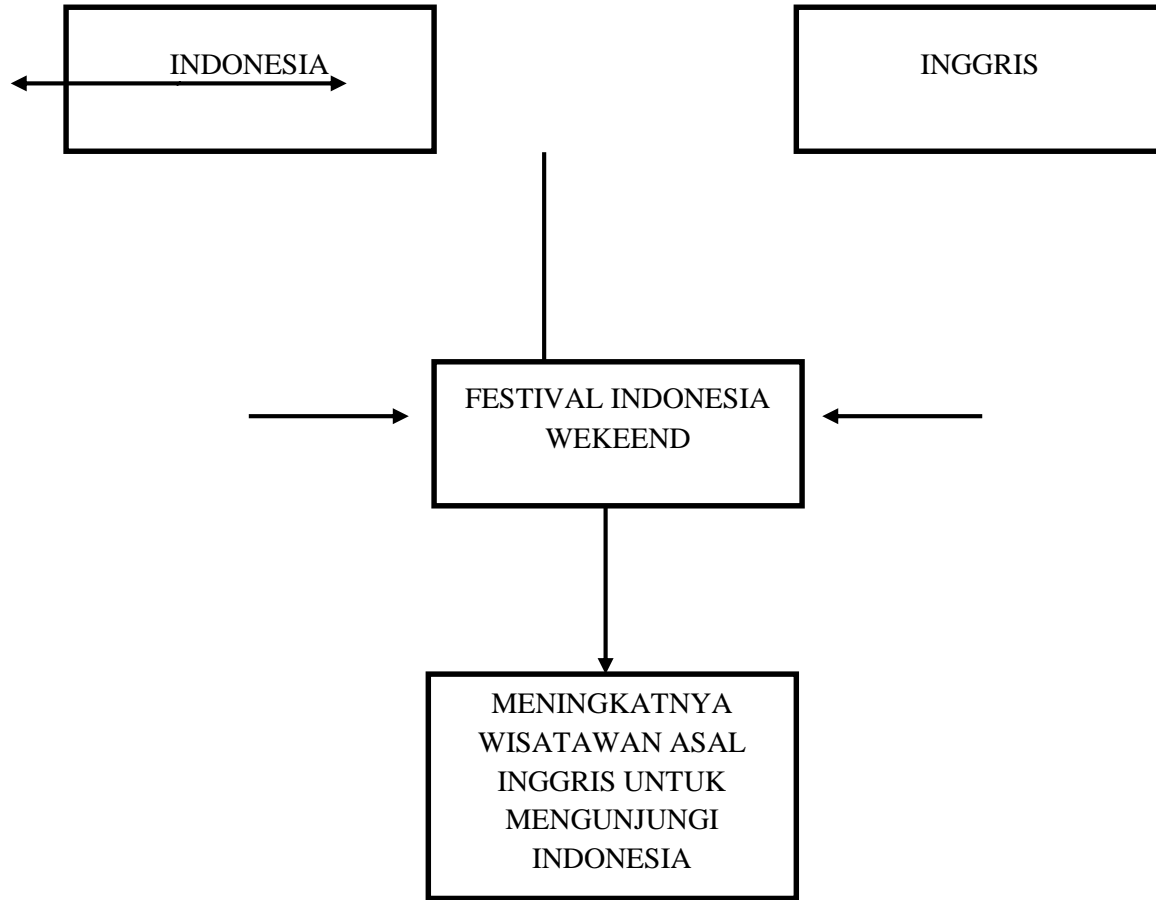 INDONESIA
INGGRIS
FESTIVAL INDONESIA
WEKEEND
MENINGKATNYA
WISATAWAN ASAL
INGGRIS UNTUK
MENGUNJUNGI
INDONESIA